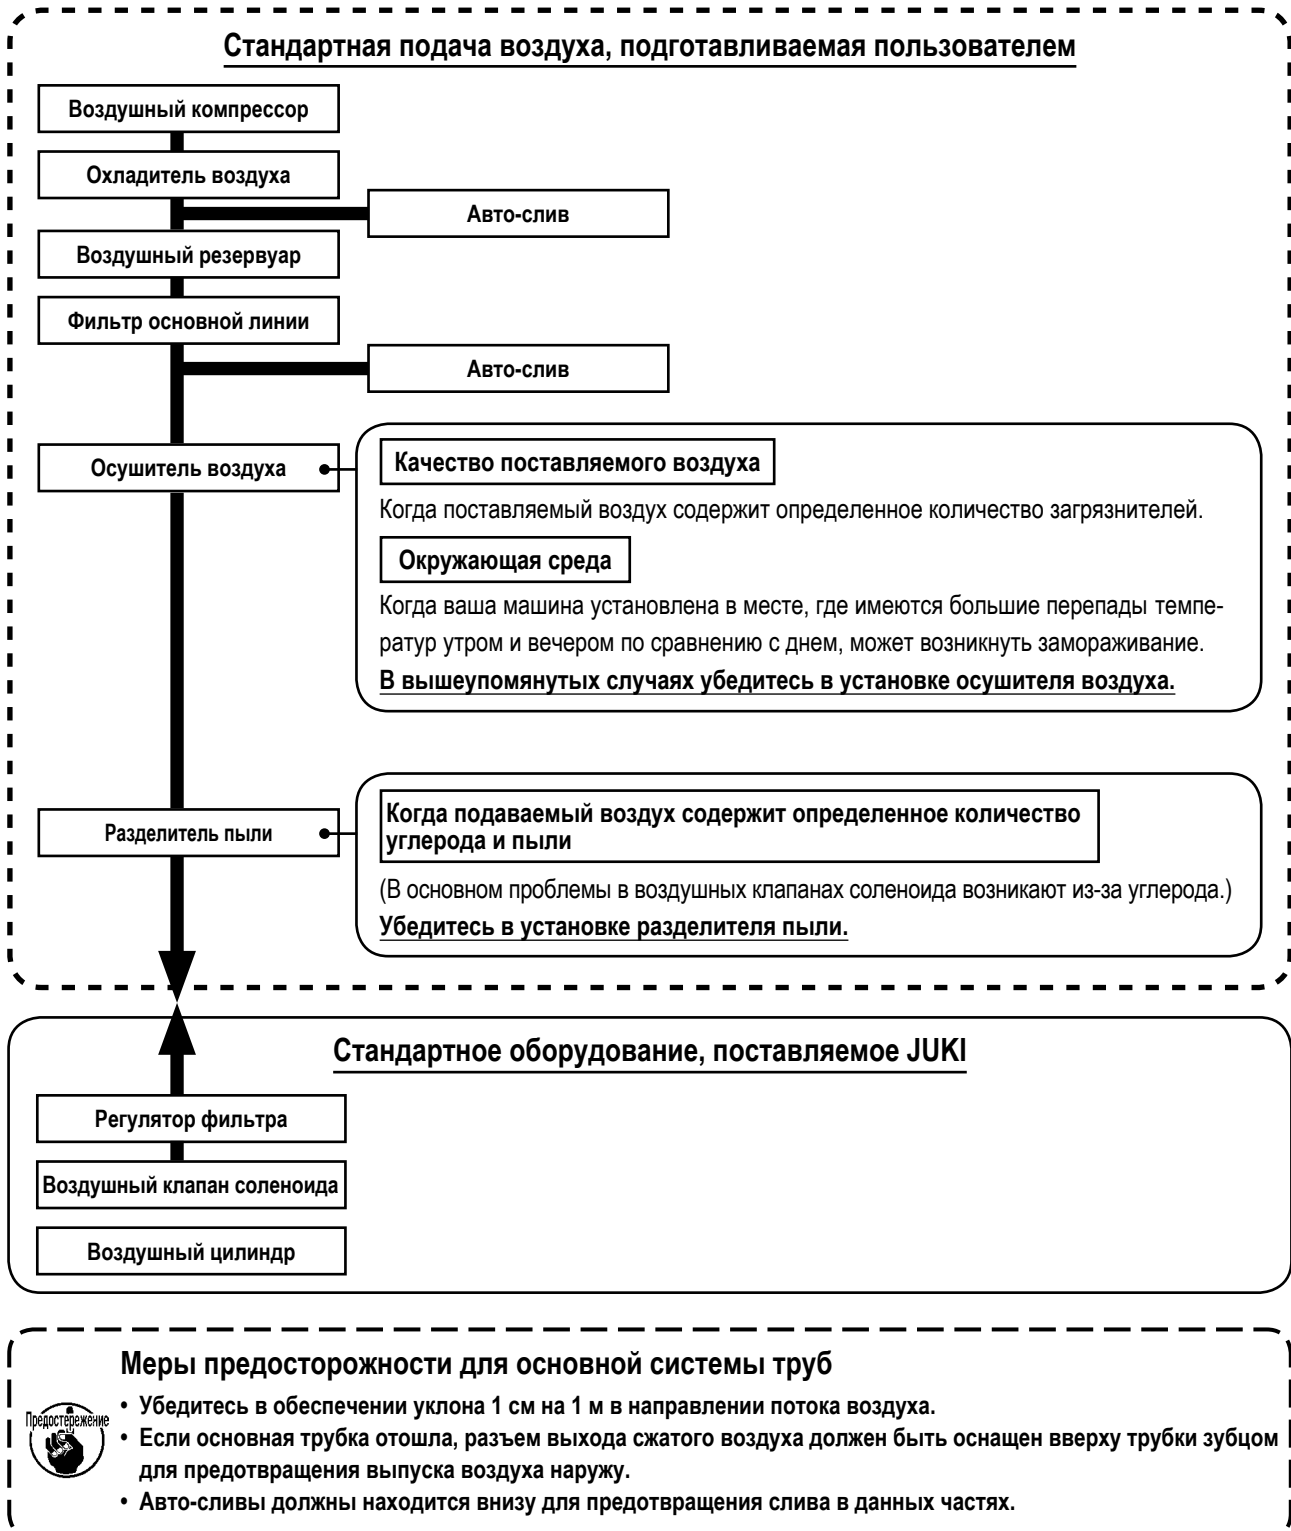 Стандартная подача воздуха, подготавливаемая пользователем
Воздушный компрессор
Охладитель воздуха
Авто-слив
Воздушный резервуар
Фильтр основной линии
Авто-слив
Осушитель воздуха
Качество поставляемого воздуха
Когда поставляемый воздух содержит определенное количество загрязнителей.
Окружающая среда
Когда ваша машина установлена в месте, где имеются большие перепады темпе-
ратур утром и вечером по сравнению с днем, может возникнуть замораживание.
В вышеупомянутых случаях убедитесь в установке осушителя воздуха.
Разделитель пыли
Когда подаваемый воздух содержит определенное количество
углерода и пыли
(В основном проблемы в воздушных клапанах соленоида возникают из-за углерода.)
Убедитесь в установке разделителя пыли.
Стандартное оборудование, поставляемое JUKI
Регулятор фильтра
Воздушный клапан соленоида
Воздушный цилиндр
Меры предосторожности для основной системы труб
Предостережение
• Убедитесь в обеспечении уклона 1 см на 1 м в направлении потока воздуха.
• Если основная трубка отошла, разъем выхода сжатого воздуха должен быть оснащен вверху трубки зубцом
для предотвращения выпуска воздуха наружу.
• Авто-сливы должны находится внизу для предотвращения слива в данных частях.